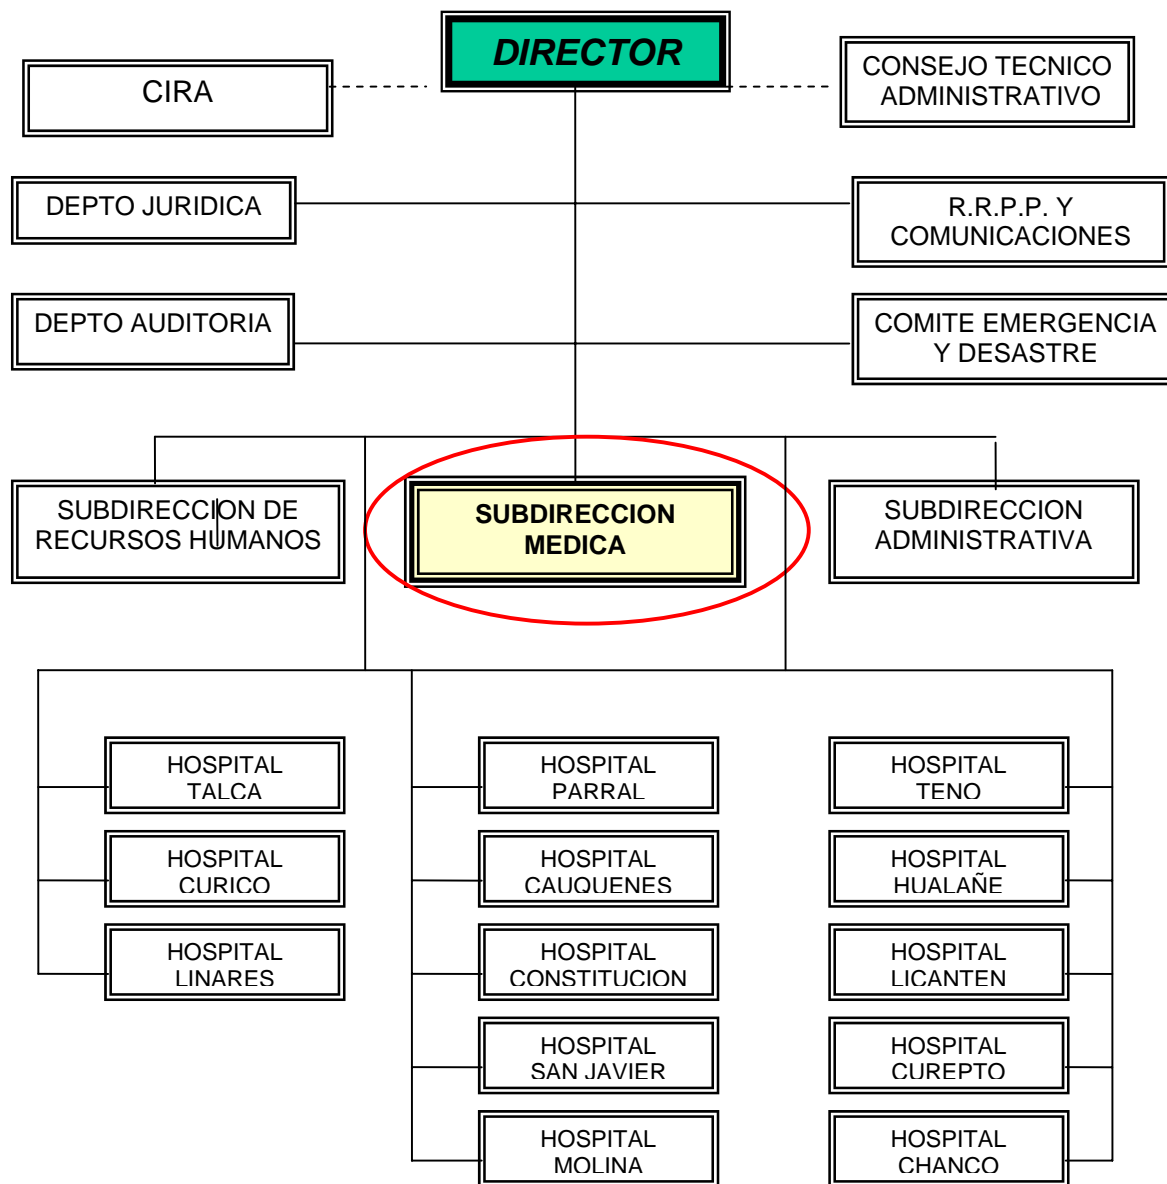 DIRECTOR
CIRA
CONSEJO TECNICO
ADMINISTRATIVO
DEPTO JURIDICA
R.R.P.P. Y
COMUNICACIONES
DEPTO AUDITORIA
COMITE EMERGENCIA
Y DESASTRE
SUBDIRECCION DE
RECURSOS HUMANOS
SUBDIRECCION
MEDICA
SUBDIRECCION
ADMINISTRATIVA
HOSPITAL
TALCA
HOSPITAL
PARRAL
HOSPITAL
TENO
HOSPITAL
CURICO
HOSPITAL
CAUQUENES
HOSPITAL
HUALAÑE
HOSPITAL
LINARES
HOSPITAL
CONSTITUCION
HOSPITAL
LICANTEN
HOSPITAL
SAN JAVIER
HOSPITAL
CUREPTO
HOSPITAL
MOLINA
HOSPITAL
CHANCO